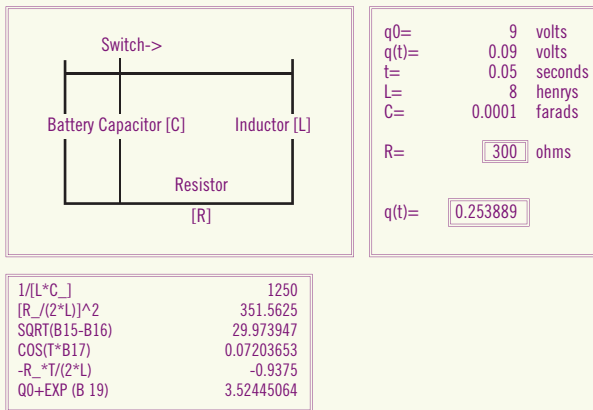 Switch->
Battery Capacitor [C] Inductor [L]
Resistor
[R]
q0= 9 volts
q(t)= 0.09 volts
t= 0.05 seconds
L= 8 henrys
C= 0.0001 farads
R= 300 ohms
q(t)= 0.253889
1/[L*C_] 1250
[R_/(2*L)]^2 351.5625
SQRT(B15-B16) 29.973947
COS(T*B17) 0.07203653
-R_*T/(2*L) -0.9375
Q0+EXP (B 19) 3.52445064